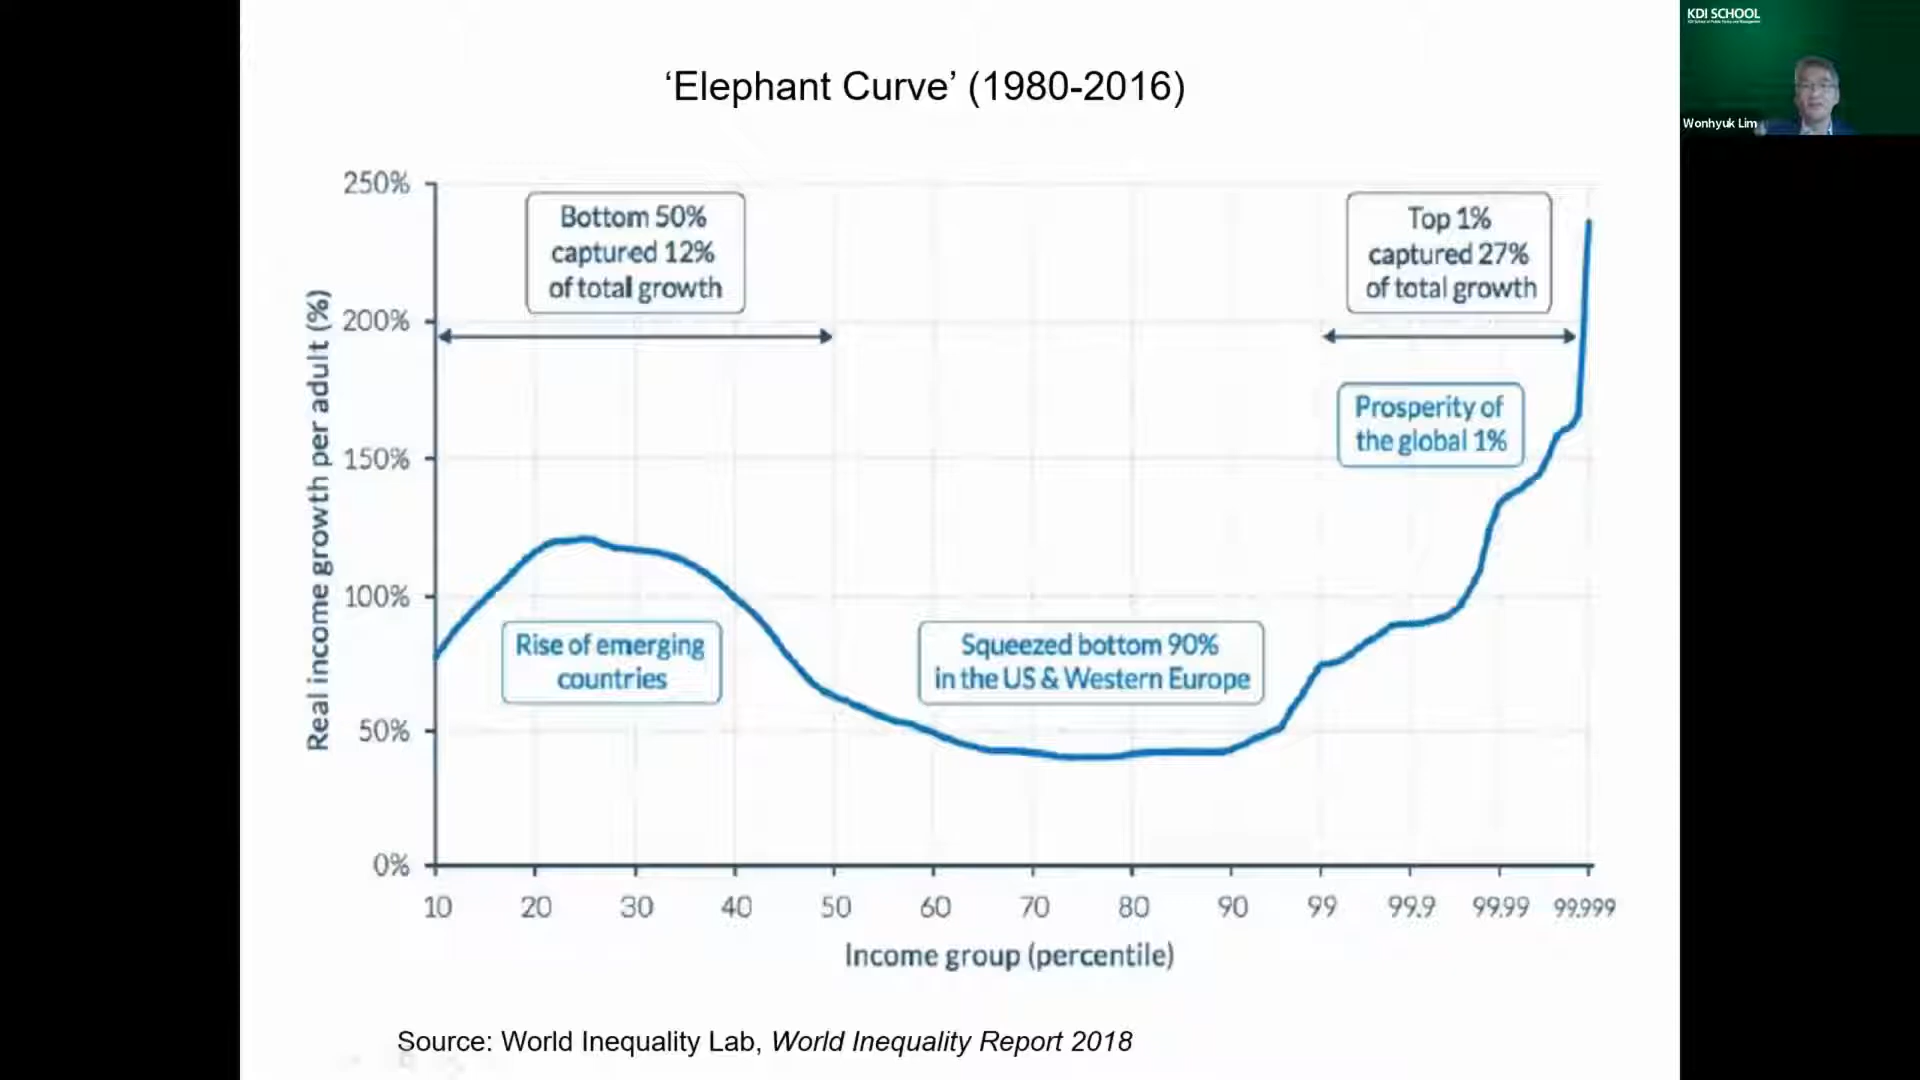 ‘Elephant Curve’ (1980-2016)
KDI SCHOOL
Wonhyuk Lim
250%
200%
150%
100%
50%
0%
Real income growth per adult (%)
Bottom 50%
captured 12%
of total growth
Top 1%
captured 27%
of total growth
Prosperity of
the global 1%
Rise of emerging
countries
Squeezed bottom 90%
in the US & Western Europe
10 20 30 40 50 60 70 80 90 99 99.9 99.99 99.999
Income group (percentile)
Source: World Inequality Lab, World Inequality Report 2018